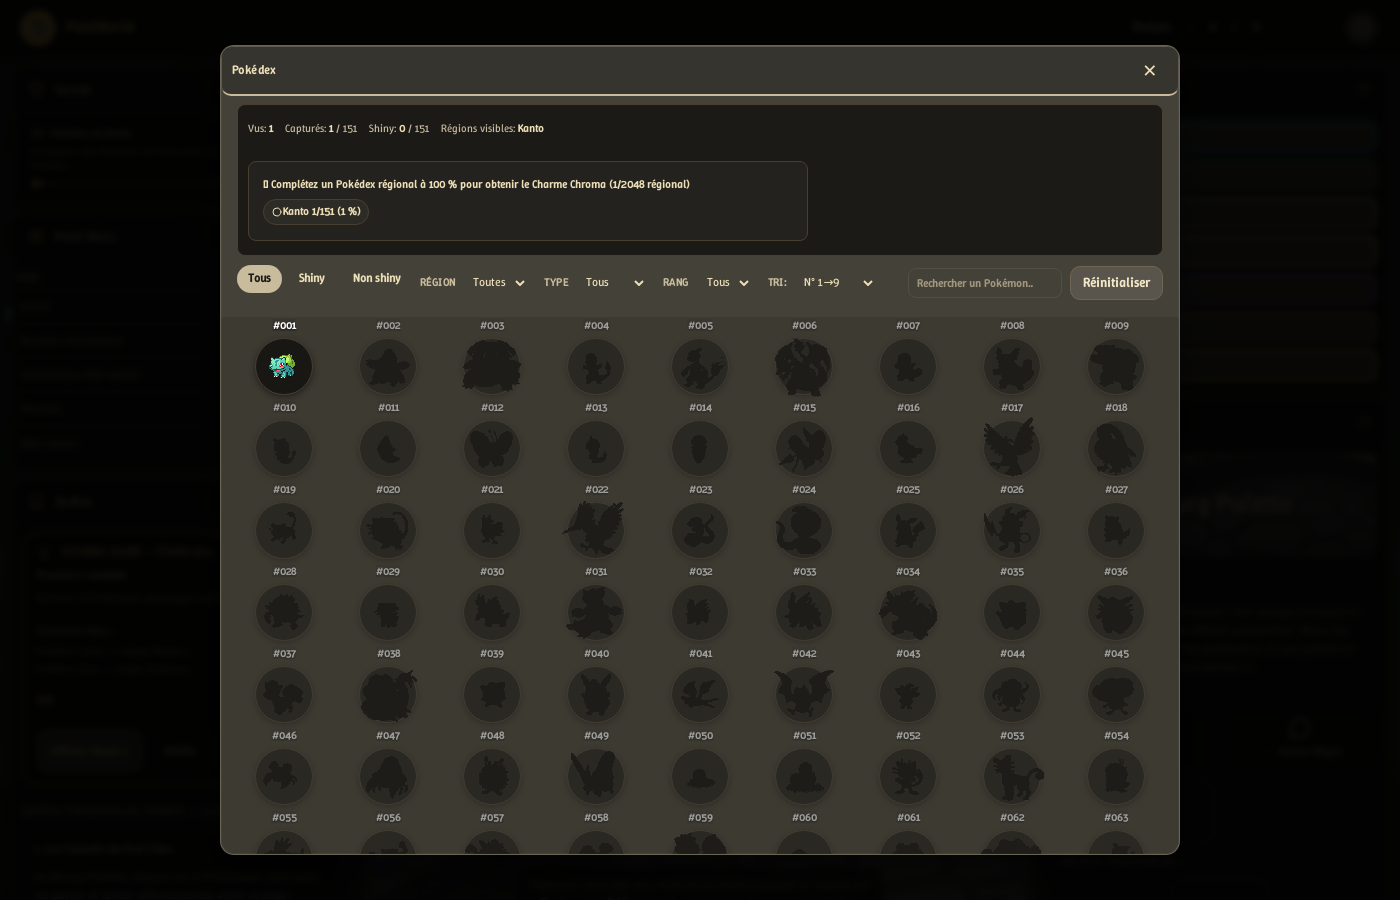 Pokédex
Vus: 1 Capturés: 1 / 151 Shiny: 0 / 151 Régions visibles: Kanto
Complétez un Pokédex régional à 100 % pour obtenir le Charme Chroma (1/2048 régional)
Kanto 1/151 (1 %)
Tous Shiny Non shiny RÉGION Toutes TYPE Tous RANG Tous TRI: N° 1→9 Rechercher un Pokémon.. Réinitialiser
#001 #002 #003 #004 #005 #006 #007 #008 #009
#010 #011 #012 #013 #014 #015 #016 #017 #018
#019 #020 #021 #022 #023 #024 #025 #026 #027
#028 #029 #030 #031 #032 #033 #034 #035 #036
#037 #038 #039 #040 #041 #042 #043 #044 #045
#046 #047 #048 #049 #050 #051 #052 #053 #054
#055 #056 #057 #058 #059 #060 #061 #062 #063